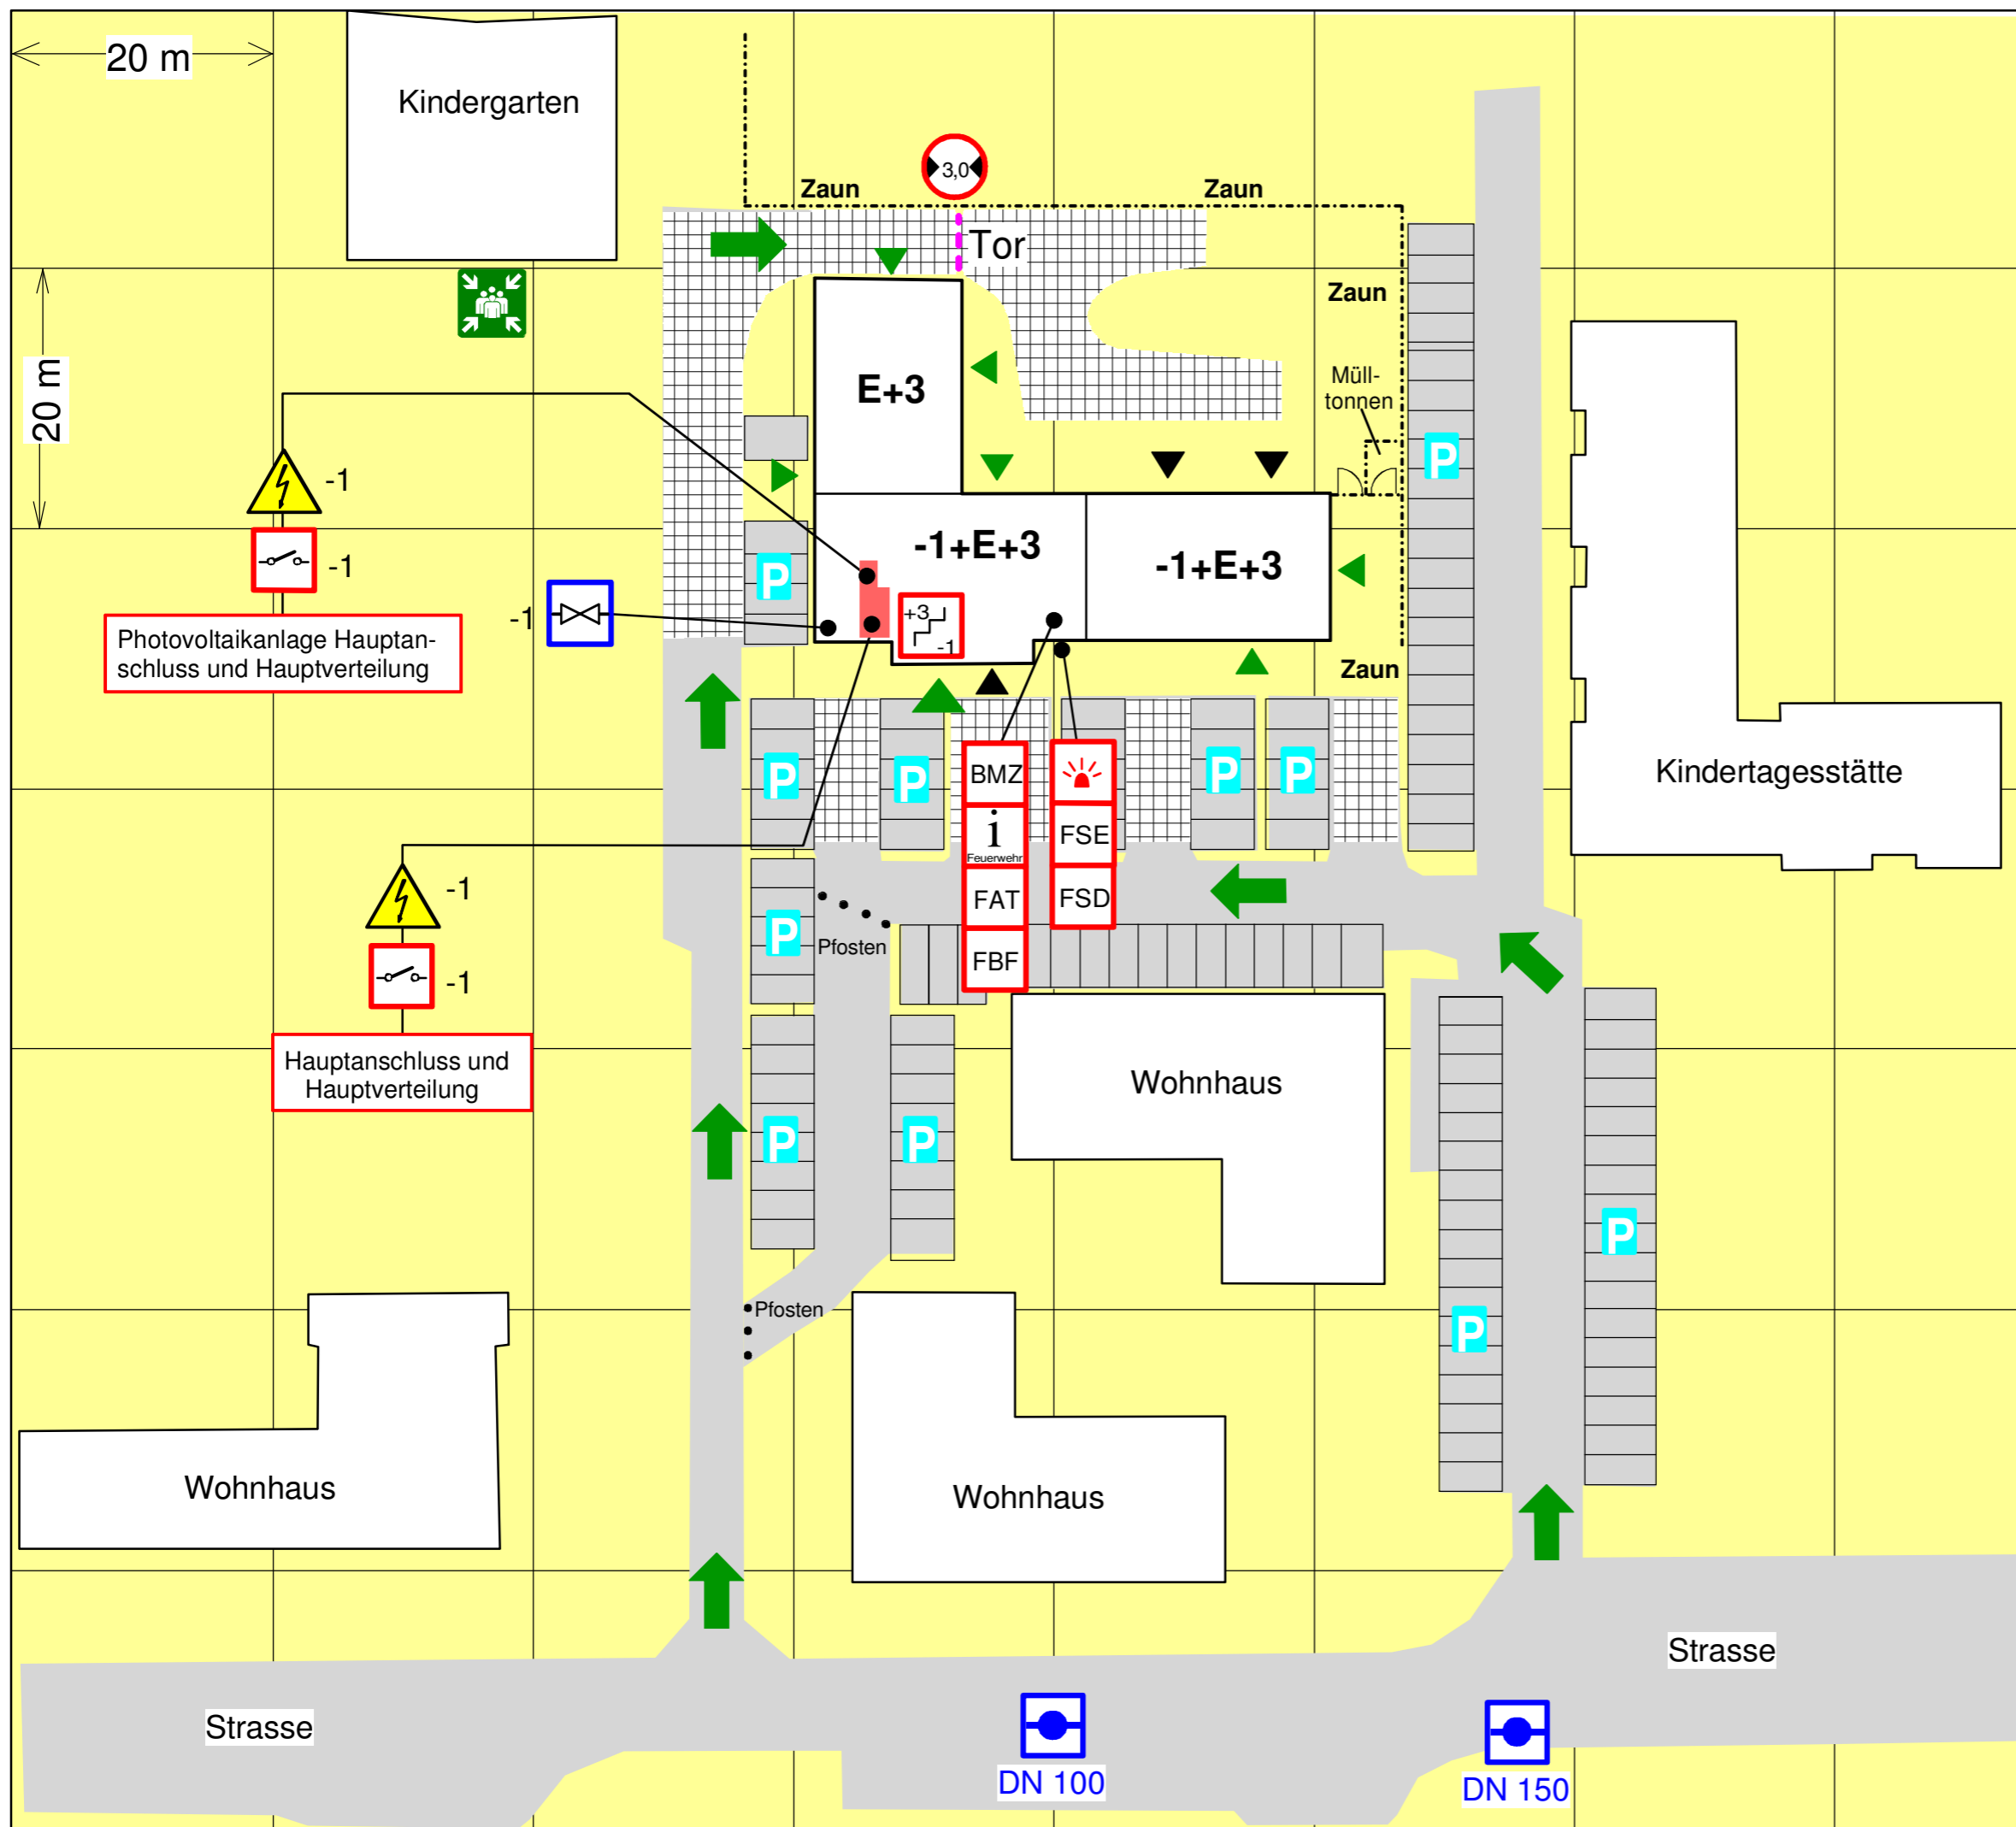 20 m
Kindergarten
3,0
Zaun
Zaun
Tor
Zaun
20 m
E+3
Müll-
tonnen
P
-1
-1
-1+E+3
-1+E+3
P
-1
+3
-1
Photovoltaikanlage Hauptan-
schluss und Hauptverteilung
Zaun
P
P
P
P
BMZ
i
Feuerwehr
FAT
FBF
FSE
FSD
Kindertagesstätte
-1
P
Pfosten
-1
Hauptanschluss und
Hauptverteilung
Wohnhaus
P
P
P
Pfosten
P
Wohnhaus
Wohnhaus
Strasse
Strasse
DN 100
DN 150